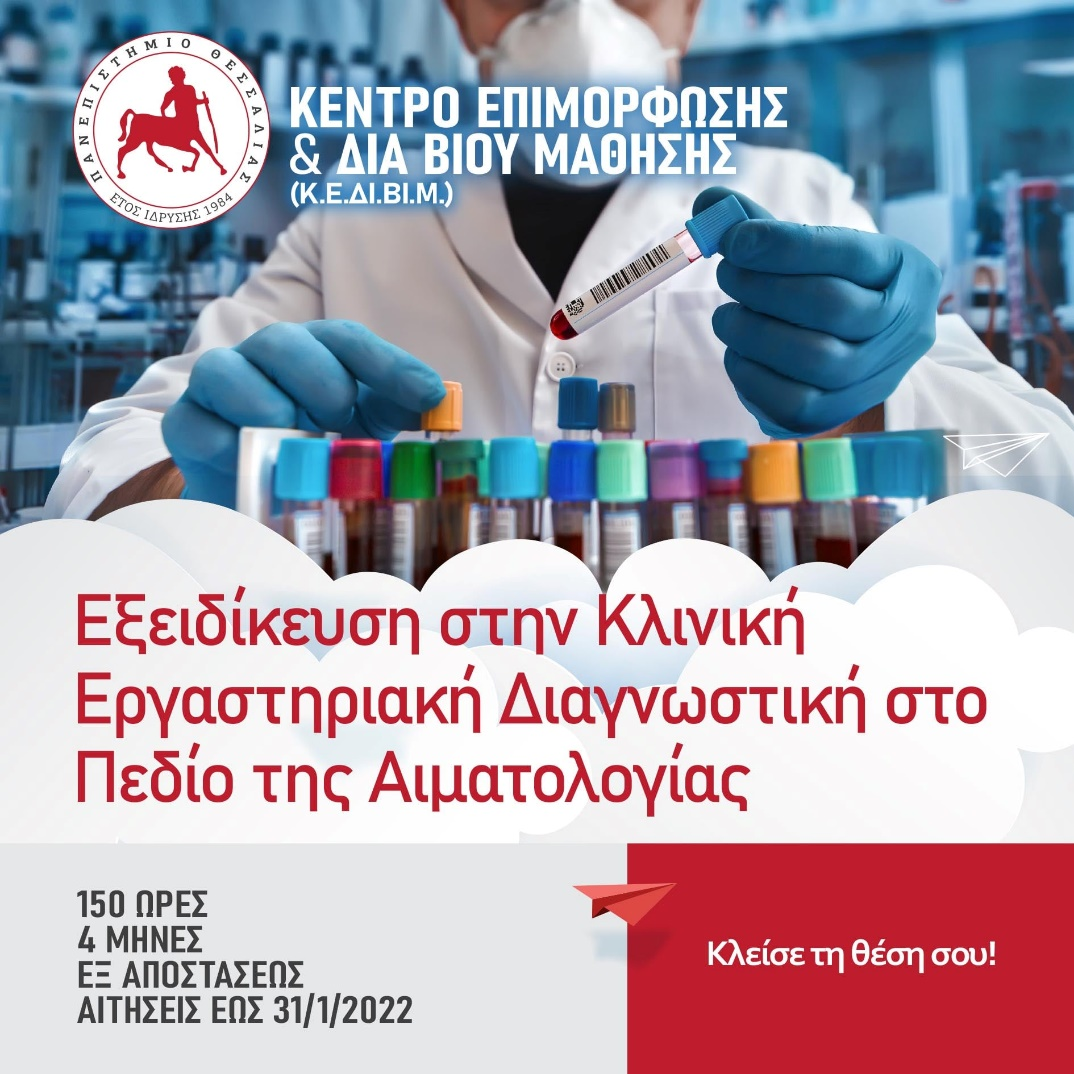 ΠΑΝΕΠΙΣΤΗΜΙΟ ΘΕΣΣΑΛΙΑΣ
ΕΤΟΣ ΙΔΡΥΣΗΣ 1984
ΚΕΝΤΡΟ ΕΠΙΜΟΡΦΩΣΗΣ
& ΔΙΑ ΒΙΟΥ ΜΑΘΗΣΗΣ
(Κ.Ε.ΔΙ.ΒΙ.Μ.)
Εξειδίκευση στην Κλινική
Εργαστηριακή Διαγνωστική στο
Πεδίο της Αιματολογίας
150 ΩΡΕΣ
4 ΜΗΝΕΣ
ΕΞ ΑΠΟΣΤΑΣΕΩΣ
ΑΙΤΗΣΕΙΣ ΕΩΣ 31/1/2022
Κλείσε τη θέση σου!